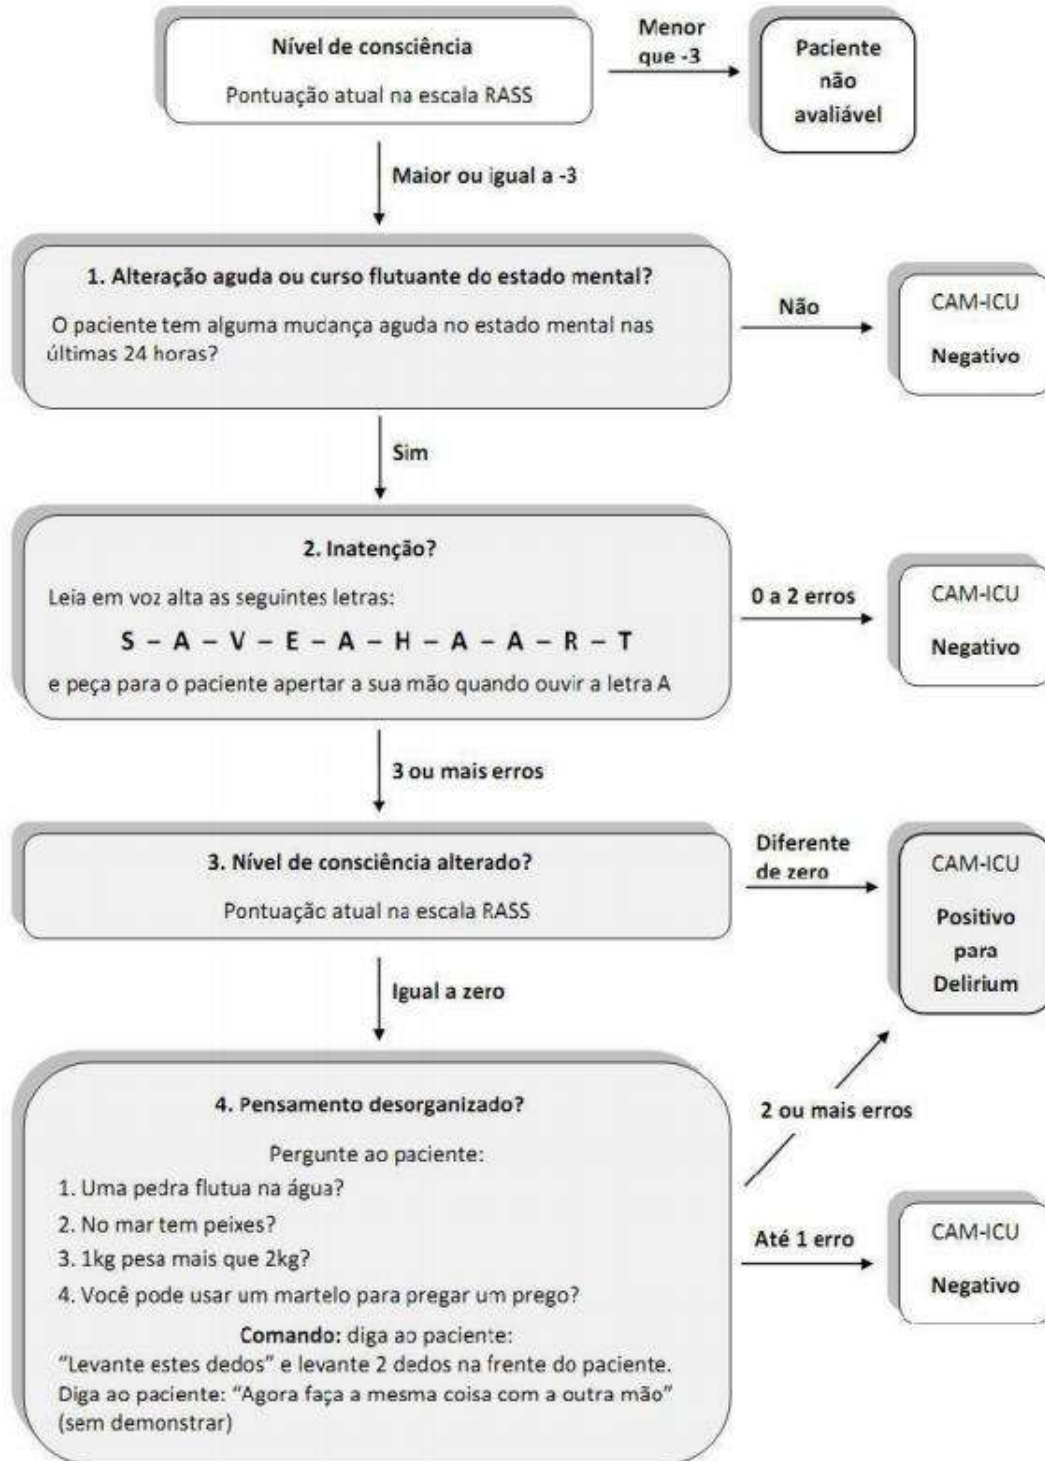 Nível de consciência
Pontuação atual na escala RASS
Menor
que -3
Paciente
não
avaliável
Maior ou igual a -3
1. Alteração aguda ou curso flutuante do estado mental?
O paciente tem alguma mudança aguda no estado mental nas
últimas 24 horas?
Não
CAM-ICU
Negativo
Sim
2. Inatenção?
Leia em voz alta as seguintes letras:
S – A – V – E – A – H – A – A – R – T
e peça para o paciente apertar a sua mão quando ouvir a letra A
0 a 2 erros
CAM-ICU
Negativo
3 ou mais erros
3. Nível de consciência alterado?
Pontuação atual na escala RASS
Diferente
de zero
CAM-ICU
Positivo
para
Delirium
Igual a zero
4. Pensamento desorganizado?
Pergunte ao paciente:
1. Uma pedra flutua na água?
2. No mar tem peixes?
3. 1kg pesa mais que 2kg?
4. Você pode usar um martelo para pregar um prego?
Comando: diga ao paciente:
“Levante estes dedos” e levante 2 dedos na frente do paciente.
Diga ao paciente: “Agora faça a mesma coisa com a outra mão”
(sem demonstrar)
2 ou mais erros
Até 1 erro
CAM-ICU
Negativo